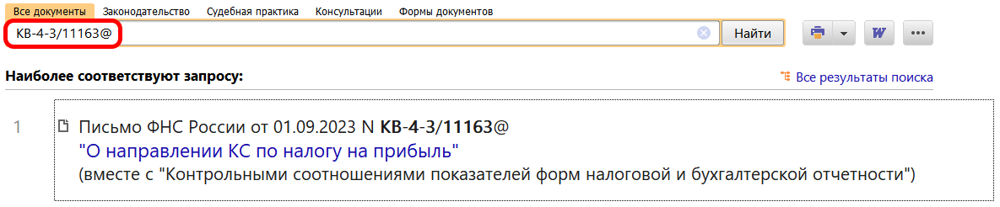 Все документы Законодательство Судебная практика Консультации Формы документов
КВ-4-3/11163@ Найти W
Наиболее соответствуют запросу: Все результаты поиска
1 Письмо ФНС России от 01.09.2023 N КВ-4-3/11163@
"О направлении КС по налогу на прибыль"
(вместе с "Контрольными соотношениями показателей форм налоговой и бухгалтерской отчетности")